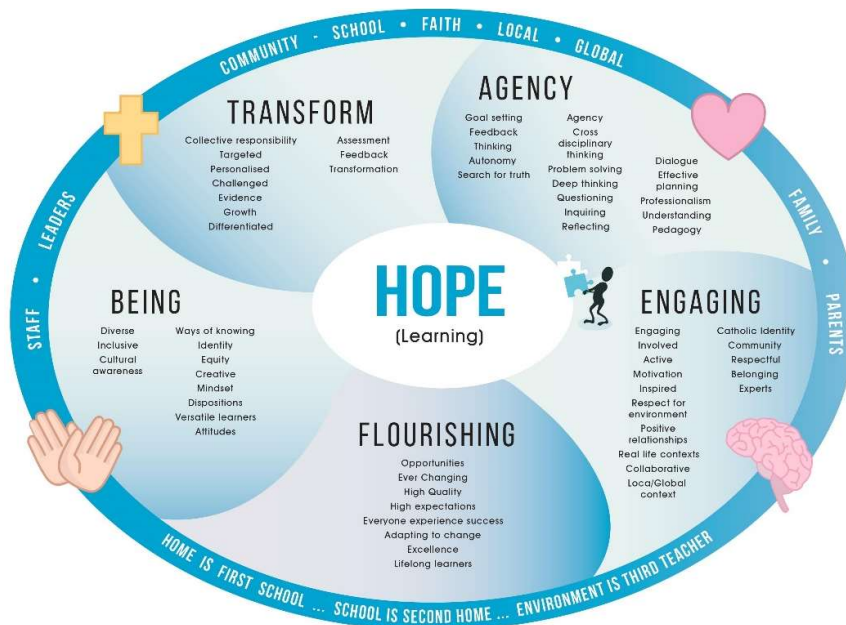 COMMUNITY - SCHOOL • FAITH • LOCAL • GLOBAL
STAFF • LEADERS
FAMILY • PARENTS
TRANSFORM
Collective responsibility
Targeted
Personalised
Challenged
Evidence
Growth
Differentiated
Assessment
Feedback
Transformation
AGENCY
Goal setting
Feedback
Thinking
Autonomy
Search for truth
Agency
Cross
disciplinary
thinking
Problem solving
Deep thinking
Questioning
Inquiring
Reflecting
Dialogue
Effective
planning
Professionalism
Understanding
Pedagogy
HOPE
(Learning)
BEING
Diverse
Inclusive
Cultural
awareness
Ways of knowing
Identity
Equity
Creative
Mindset
Dispositions
Versatile learners
Attitudes
ENGAGING
Engaging
Involved
Active
Motivation
Inspired
Respect for
environment
Positive
relationships
Real life contexts
Collaborative
Loca/Global
context
Catholic Identity
Community
Respectful
Belonging
Experts
FLOURISHING
Opportunities
Ever Changing
High Quality
High expectations
Everyone experience success
Adapting to change
Excellence
Lifelong learners
HOME IS FIRST SCHOOL ... SCHOOL IS SECOND HOME ... ENVIRONMENT IS THIRD TEACHER